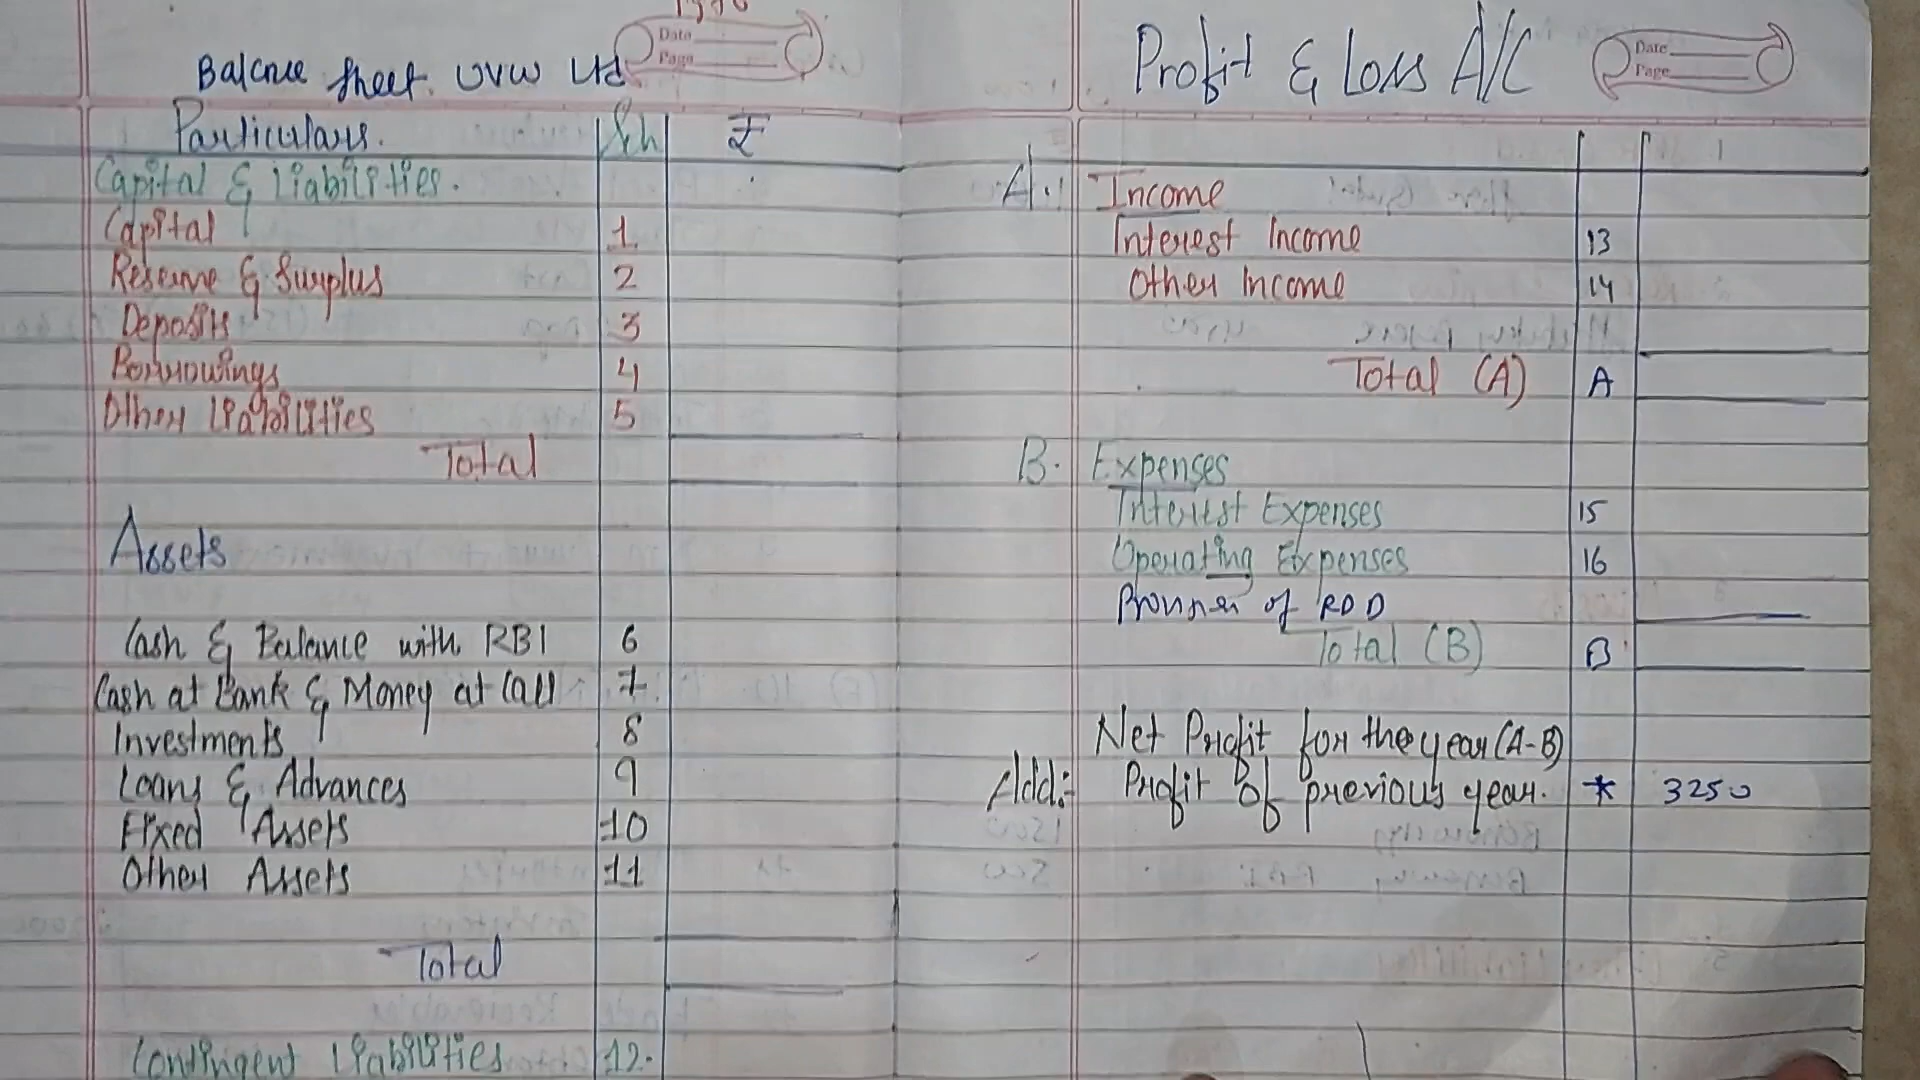 Date
Page
Balance Sheet. UVW Ltd
Particulars. Sch ₹
Capital & Liabilities.
Capital 1
Reserve & Surplus 2
Deposits 3
Borrowings 4
Other Liabilities 5
Total
Assets
Cash & Balance with RBI 6
Cash at Bank & Money at Call 7
Investments 8
Loans & Advances 9
Fixed Assets 10
Other Assets 11
Total
Contingent Liabilities 12.
Profit & Loss A/C
Date
Page
A. Income
Interest Income 13
Other Income 14
Total (A) A
B. Expenses
Interest Expenses 15
Operating Expenses 16
of RDD
Total (B) B
Net Profit for the year (A-B)
Add:- Profit of previous year. * 3250